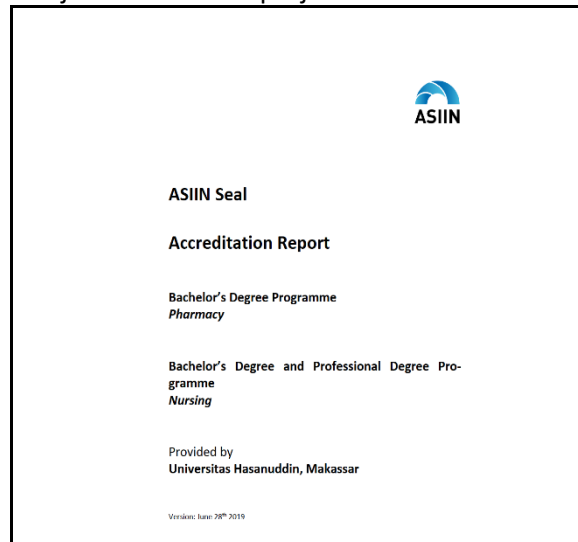 ASIIN
ASIIN Seal
Accreditation Report
Bachelor's Degree Programme
Pharmacy
Bachelor's Degree and Professional Degree Pro-
gramme
Nursing
Provided by
Universitas Hasanuddin, Makassar
Version: June 28th 2019